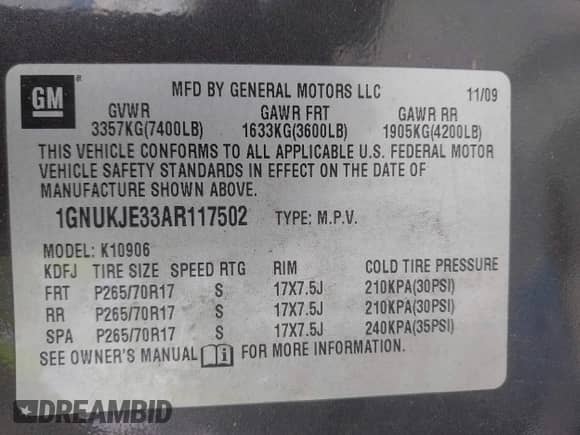 GM ®
MFD BY GENERAL MOTORS LLC 11/09
GVWR GAWR FRT GAWR RR
3357KG(7400LB) 1633KG(3600LB) 1905KG(4200LB)
THIS VEHICLE CONFORMS TO ALL APPLICABLE U.S. FEDERAL MOTOR
VEHICLE SAFETY STANDARDS IN EFFECT ON THE DATE OF
MANUFACTURE SHOWN ABOVE.
1GNUKJE33AR117502 TYPE: M.P.V.
MODEL: K10906
KDFJ TIRE SIZE SPEED RTG RIM COLD TIRE PRESSURE
FRT P265/70R17 S 17X7.5J 210KPA(30PSI)
RR P265/70R17 S 17X7.5J 210KPA(30PSI)
SPA P265/70R17 S 17X7.5J 240KPA(35PSI)
SEE OWNER'S MANUAL FOR MORE INFORMATION.
DREAMBID